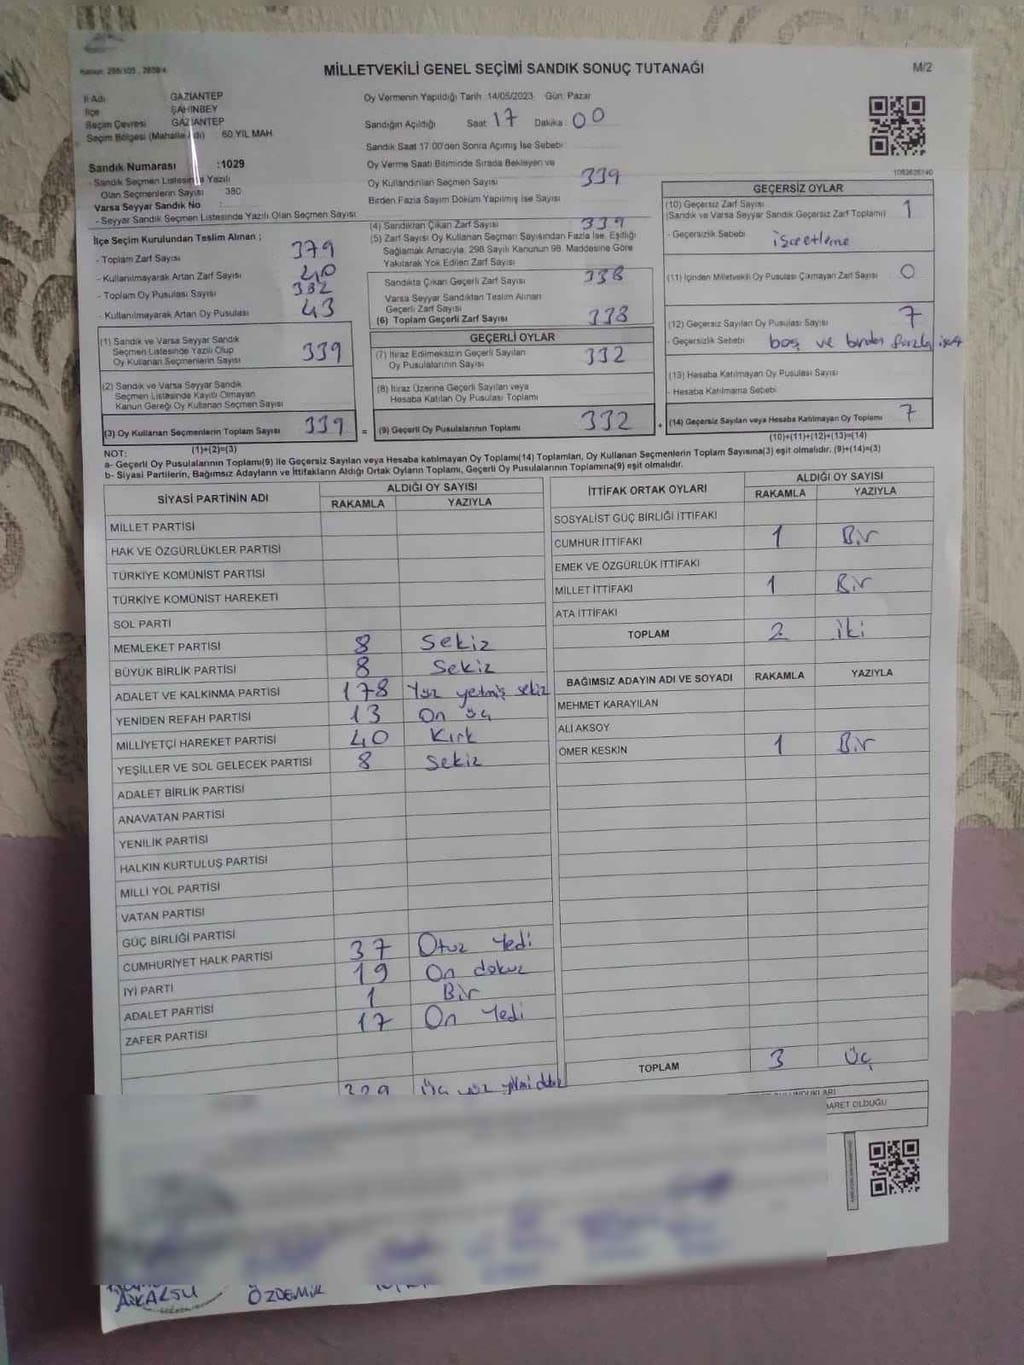 MİLLETVEKİLİ GENEL SEÇİMİ SANDIK SONUÇ TUTANAĞI
M/2
İl Adı GAZİANTEP
İlçe ŞAHİNBEY
Seçim Çevresi GAZİANTEP
Seçim Bölgesi (Mahalle Adı) 60 YIL MAH
Sandık Numarası :1029
- Sandık Seçmen Listesinde Yazılı
Olan Seçmenlerin Sayısı 380
Varsa Seyyar Sandık No :
- Seyyar Sandık Seçmen Listesinde Yazılı Olan Seçmen Sayısı
Oy Vermenin Yapıldığı Tarih :14/05/2023 Gün: Pazar
Sandığın Açıldığı Saat: 17 Dakika: 00
Sandık Saat 17:00'den Sonra Açımış İse Sebebi
Oy Verme Saati Bitiminde Sırada Bekleyen ve
Oy Kullandırılan Seçmen Sayısı 339
Birden Fazla Sayım Döküm Yapılmış İse Sayısı
İlçe Seçim Kurulundan Teslim Alınan ;
- Toplam Zarf Sayısı 379
- Kullanılmayarak Artan Zarf Sayısı 40
- Toplam Oy Pusulası Sayısı 382
- Kullanılmayarak Artan Oy Pusulası 43
(4) Sandıktan Çıkan Zarf Sayısı 339
(5) Zarf Sayısı Oy Kullanan Seçmen Sayısından Fazla İse, Eşitliği
Sağlamak Amacıyla, 298 Sayılı Kanunun 98. Maddesine Göre
Yakılarak Yok Edilen Zarf Sayısı
Sandıkta Çıkan Geçerli Zarf Sayısı 338
Varsa Seyyar Sandıktan Teslim Alınan
Geçerli Zarf Sayısı
(6) Toplam Geçerli Zarf Sayısı 338
1083626140
GEÇERSİZ OYLAR
(10) Geçersiz Zarf Sayısı 1
(Sandık ve Varsa Seyyar Sandık Geçersiz Zarf Toplamı)
- Geçersizlik Sebebi işaretleme
(11) İçinden Milletvekili Oy Pusulası Çıkmayan Zarf Sayısı 0
(12) Geçersiz Sayılan Oy Pusulası Sayısı 7
- Geçersizlik Sebebi boş ve birden fazla
(13) Hesaba Katılmayan Oy Pusulası Sayısı
- Hesaba Katılmama Sebebi
(14) Geçersiz Sayılan veya Hesaba Katılmayan Oy Toplamı 7
(10)+(11)+(12)+(13)=(14)
(1) Sandık ve Varsa Seyyar Sandık
Seçmen Listesinde Yazılı Olup
Oy Kullanan Seçmenlerin Sayısı 339
(2) Sandık ve Varsa Seyyar Sandık
Seçmen Listesinde Kayıtlı Olmayan
Kanun Gereği Oy Kullanan Seçmen Sayısı
(3) Oy Kullanan Seçmenlerin Toplam Sayısı 339 =
(1)+(2)=(3)
GEÇERLİ OYLAR
(7) İtiraz Edilmeksizin Geçerli Sayılan
Oy Pusulalarının Sayısı 332
(8) İtiraz Üzerine Geçerli Sayılan veya
Hesaba Katılan Oy Pusulası Toplamı
(9) Geçerli Oy Pusulalarının Toplamı 332 +
NOT:
a- Geçerli Oy Pusulalarının Toplamı(9) ile Geçersiz Sayılan veya Hesaba katılmayan Oy Toplamı(14) Toplamları, Oy Kullanan Seçmenlerin Toplam Sayısına(3) eşit olmalıdır. (9)+(14)=(3)
b- Siyasi Partilerin, Bağımsız Adayların ve İttifakların Aldığı Ortak Oyların Toplamı, Geçerli Oy Pusulalarının Toplamına(9) eşit olmalıdır.
SİYASİ PARTİNİN ADI ALDIĞI OY SAYISI
RAKAMLA YAZIYLA
MİLLET PARTİSİ
HAK VE ÖZGÜRLÜKLER PARTİSİ
TÜRKİYE KOMÜNİST PARTİSİ
TÜRKİYE KOMÜNİST HAREKETİ
SOL PARTİ
MEMLEKET PARTİSİ 8 Sekiz
BÜYÜK BİRLİK PARTİSİ 8 Sekiz
ADALET VE KALKINMA PARTİSİ 178 Yüz yetmiş sekiz
YENİDEN REFAH PARTİSİ 13 On üç
MİLLİYETÇİ HAREKET PARTİSİ 40 Kırk
YEŞİLLER VE SOL GELECEK PARTİSİ 8 Sekiz
ADALET BİRLİK PARTİSİ
ANAVATAN PARTİSİ
YENİLİK PARTİSİ
HALKIN KURTULUŞ PARTİSİ
MİLLİ YOL PARTİSİ
VATAN PARTİSİ
GÜÇ BİRLİĞİ PARTİSİ
CUMHURİYET HALK PARTİSİ 37 Otuz Yedi
İYİ PARTİ 19 On dokuz
ADALET PARTİSİ 1 Bir
ZAFER PARTİSİ 17 On Yedi
329 Üç yüz yirmi dokuz
İTTİFAK ORTAK OYLARI ALDIĞI OY SAYISI
RAKAMLA YAZIYLA
SOSYALİST GÜÇ BİRLİĞİ İTTİFAKI
CUMHUR İTTİFAKI 1 Bir
EMEK VE ÖZGÜRLÜK İTTİFAKI
MİLLET İTTİFAKI 1 Bir
ATA İTTİFAKI
TOPLAM 2 iki
BAĞIMSIZ ADAYIN ADI VE SOYADI RAKAMLA YAZIYLA
MEHMET KARAYILAN
ALİ AKSOY
ÖMER KESKİN 1 Bir
TOPLAM 3 üç
BULUNDUKLARI
İBARET OLDUĞU
AKALSU
ÖZDEMİR